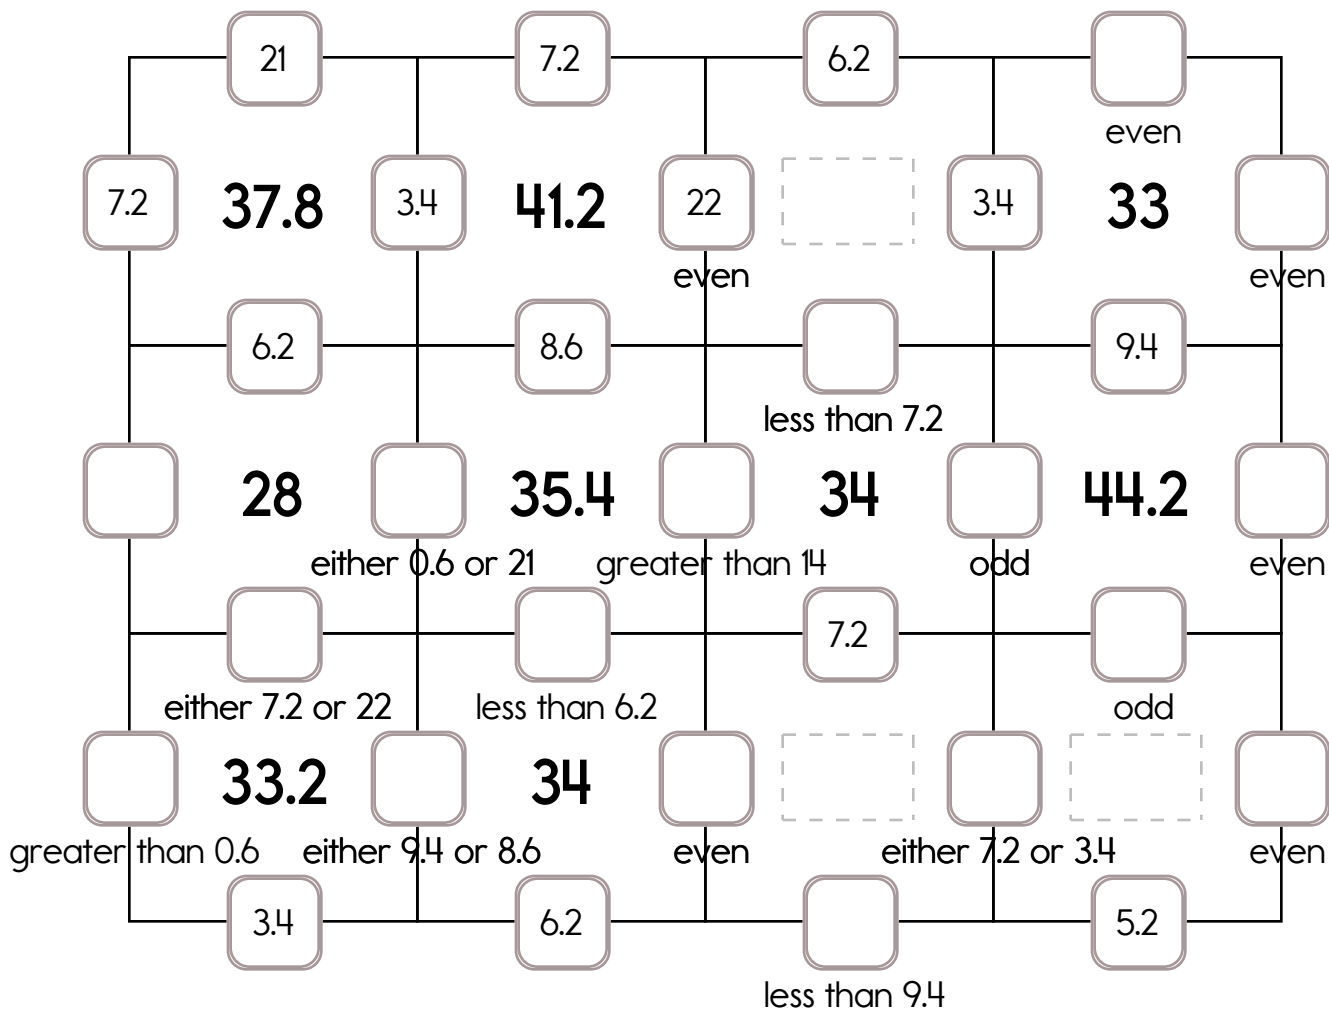 21 7.2 6.2
even
7.2 37.8 3.4 41.2 22 3.4 33
even even
6.2 8.6 9.4
less than 7.2
28 35.4 34 44.2
either 0.6 or 21 greater than 14 odd even
7.2
either 7.2 or 22 less than 6.2 odd
33.2 34
greater than 0.6 either 9.4 or 8.6 even either 7.2 or 3.4 even
3.4 6.2 5.2
less than 9.4